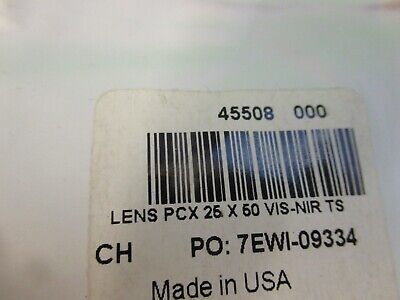 45508 000
LENS PCX 25 X 50 VIS-NIR TS
CH PO: 7EWI-09334
Made in USA